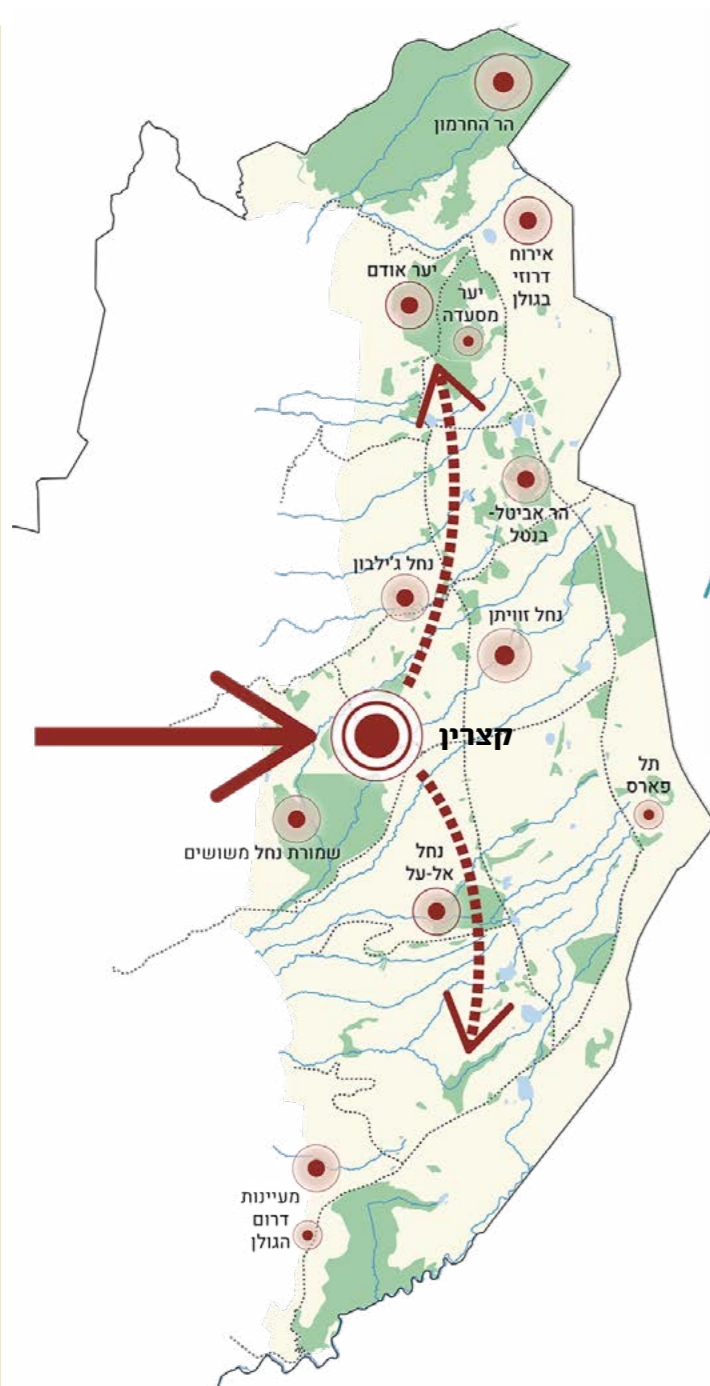 הר החרמון
אירוח
דרוזי
בגולן
יער אודם
יער
מסעדה
הר אביטל-
בנטל
נחל ג'ילבון
נחל זוויתן
קצרין
תל
פארס
שמורת נחל משושים
נחל
אל-על
מעיינות
דרום
הגולן